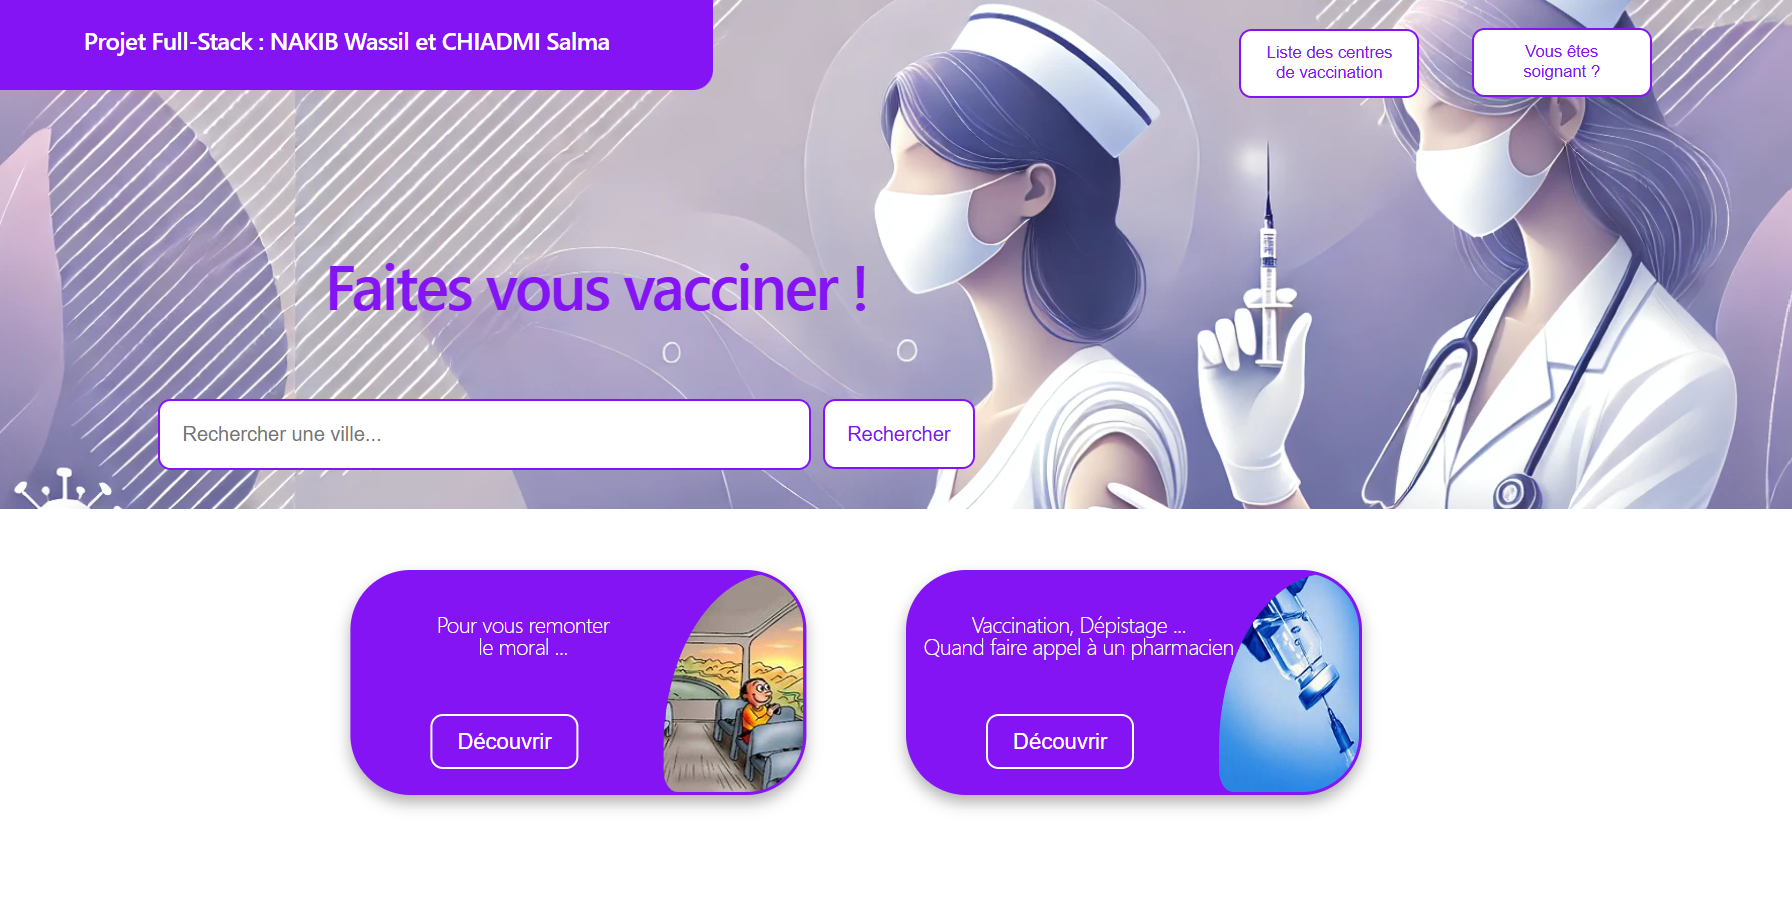 Projet Full-Stack : NAKIB Wassil et CHIADMI Salma
Liste des centres
de vaccination
Vous êtes
soignant ?
Faites vous vacciner !
Rechercher une ville...
Rechercher
Pour vous remonter
le moral ...
Découvrir
Vaccination, Dépistage ...
Quand faire appel à un pharmacien
Découvrir